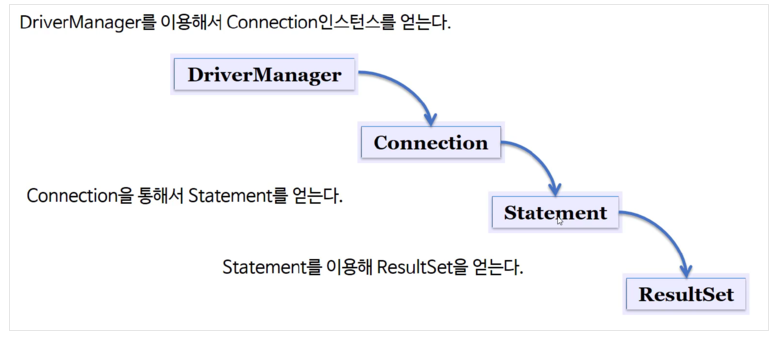 DriverManager를 이용해서 Connection인스턴스를 얻는다.
DriverManager
Connection
Connection을 통해서 Statement를 얻는다.
Statement
Statement를 이용해 ResultSet을 얻는다.
ResultSet